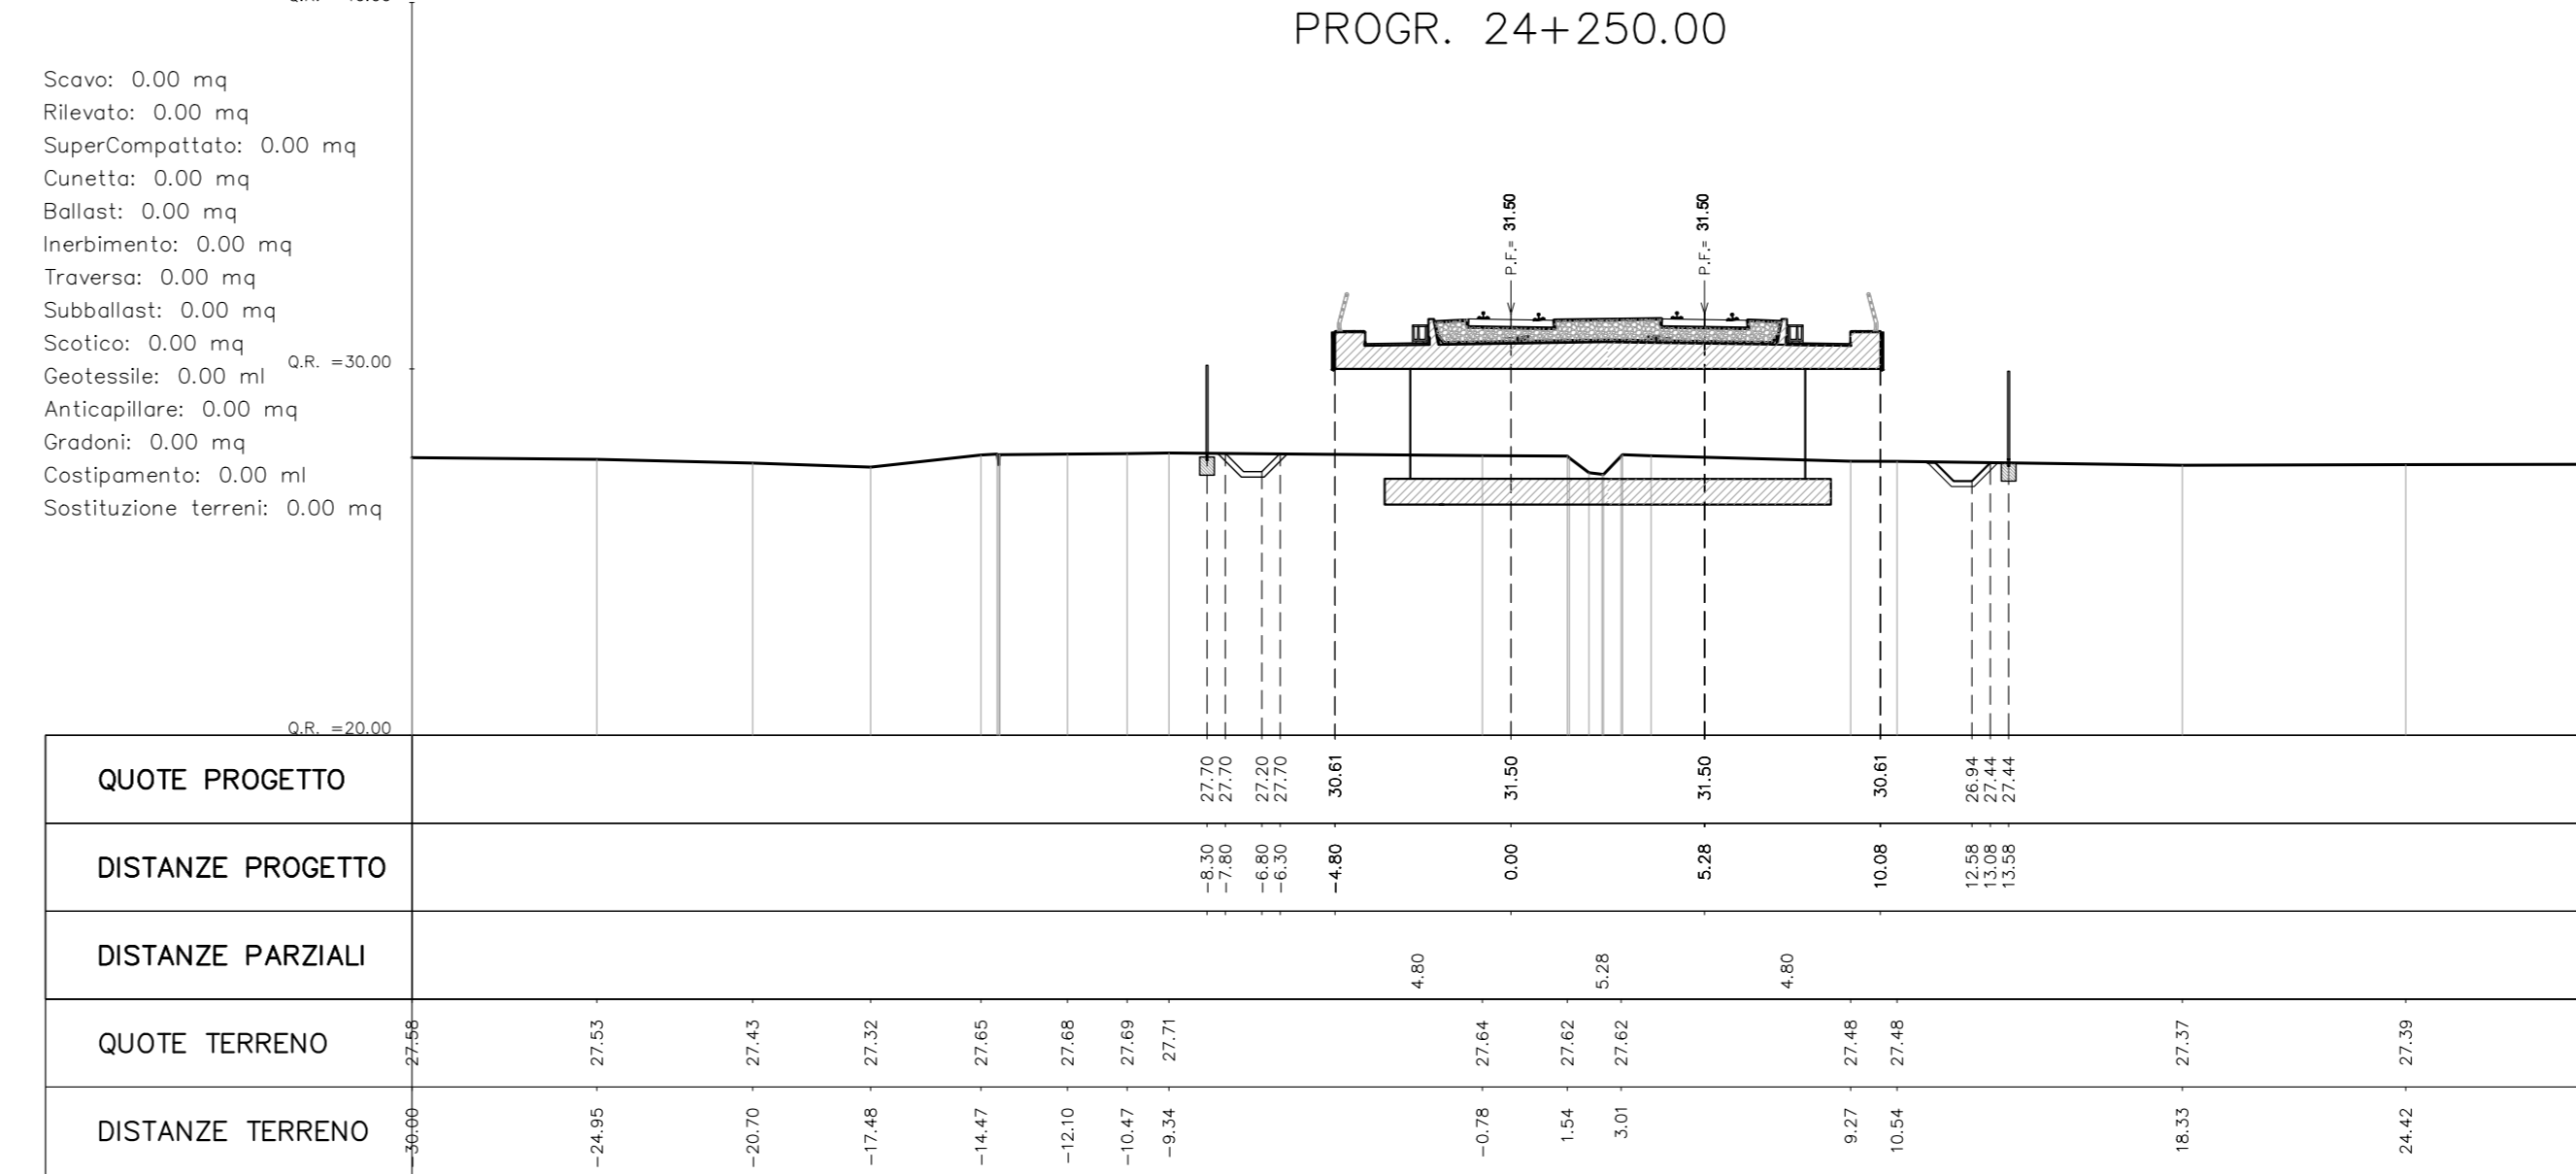 PROGR. 24+250.00
Scavo: 0.00 mq
Rilevato: 0.00 mq
SuperCompattato: 0.00 mq
Cunetta: 0.00 mq
Ballast: 0.00 mq
Inerbimento: 0.00 mq
Traversa: 0.00 mq
Subballast: 0.00 mq
Scotico: 0.00 mq
Geotessile: 0.00 ml
Anticapillare: 0.00 mq
Gradoni: 0.00 mq
Costipamento: 0.00 ml
Sostituzione terreni: 0.00 mq
P.F.= 31.50
P.F.= 31.50
Q.R. =30.00
Q.R. =20.00
QUOTE PROGETTO 27.70 27.70 27.20 27.70 30.61 31.50 31.50 30.61 26.94 27.44 27.44
DISTANZE PROGETTO -8.30 -7.80 -6.80 -6.30 -4.80 0.00 5.28 10.08 12.58 13.08 13.58
DISTANZE PARZIALI 4.80 5.28 4.80
QUOTE TERRENO 27.58 27.53 27.43 27.32 27.65 27.68 27.69 27.71 27.64 27.62 27.62 27.48 27.48 27.37 27.39
DISTANZE TERRENO -30.00 -24.95 -20.70 -17.48 -14.47 -12.10 -10.47 -9.34 -0.78 1.54 3.01 9.27 10.54 18.33 24.42